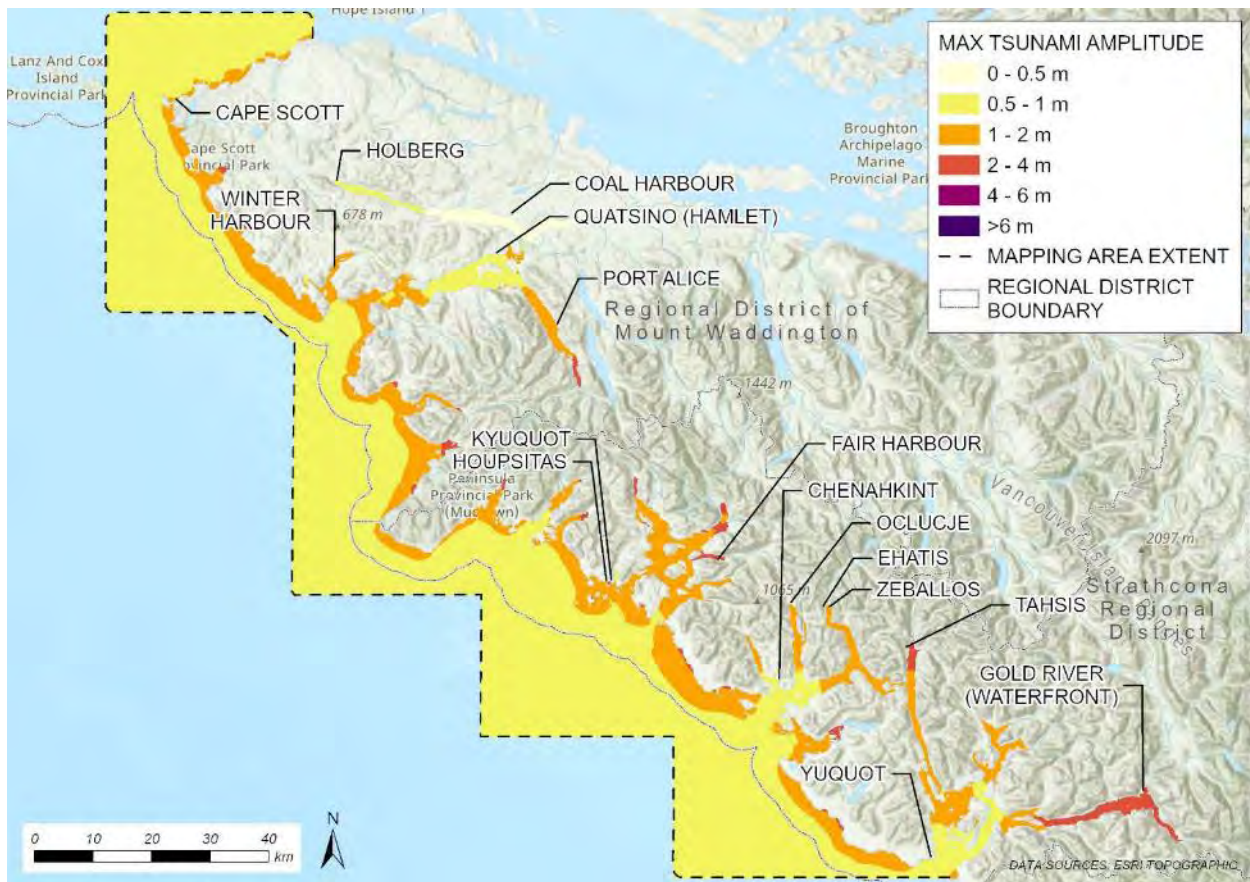 Hope Island
Lanz And Cox
Island
Provincial Park
CAPE SCOTT
Cape Scott
Provincial Park
HOLBERG
WINTER
HARBOUR
678 m
COAL HARBOUR
QUATSINO (HAMLET)
PORT ALICE
Broughton
Archipelago
Marine
Provincial Park
Regional District of
Mount Waddington
1442 m
MAX TSUNAMI AMPLITUDE
0 - 0.5 m
0.5 - 1 m
1 - 2 m
2 - 4 m
4 - 6 m
>6 m
MAPPING AREA EXTENT
REGIONAL DISTRICT
BOUNDARY
KYUQUOT
HOUPSITAS
Peninsula
Provincial Park
FAIR HARBOUR
CHENAHKINT
OCLUCJE
EHATIS
ZEBALLOS
1065 m
TAHSIS
Vancouver Island
2097 m
Strathcona
Regional
District
GOLD RIVER
(WATERFRONT)
YUQUOT
0 10 20 30 40
km
N
DATA SOURCES: ESRI TOPOGRAPHIC